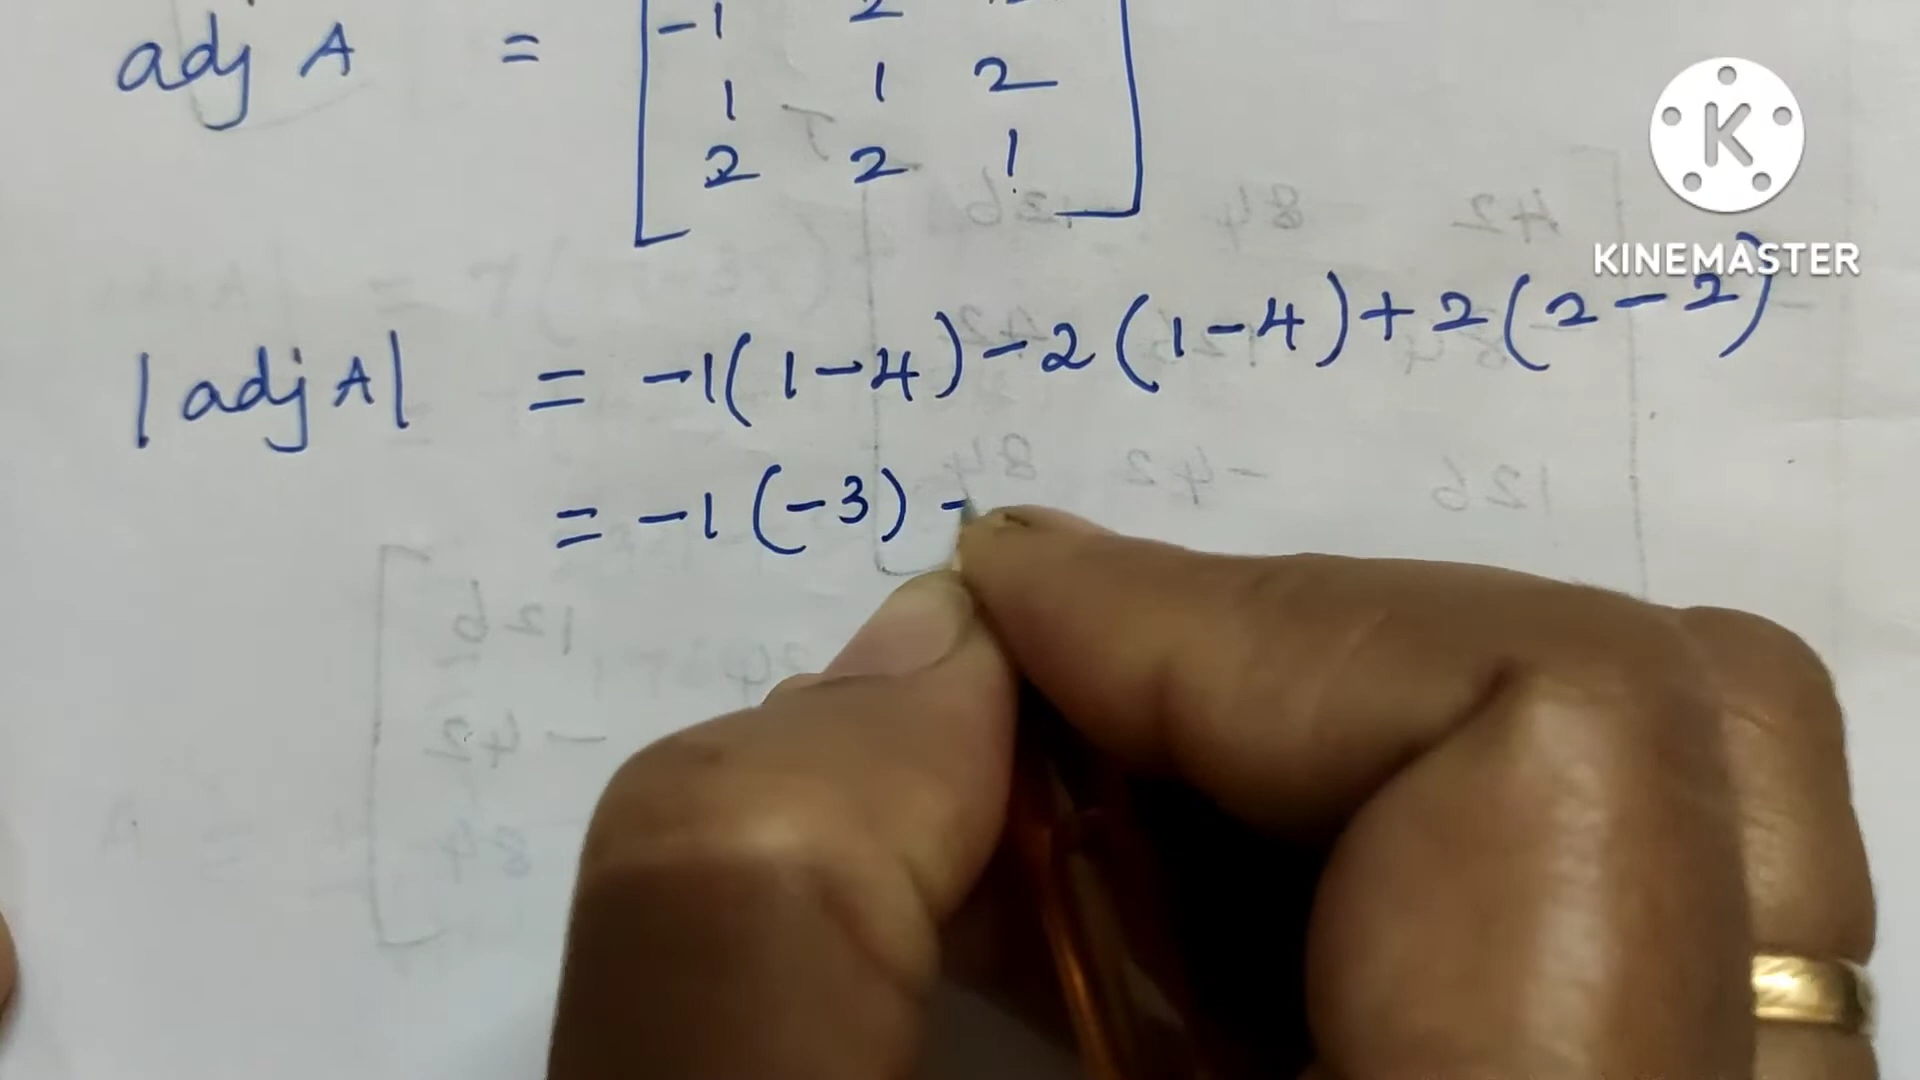 adj A = -1 2
1 1 2
2 2 1
|adj A| = -1(1-4)-2(1-4)+2(2-2)
= -1(-3) -
K
KINEMASTER